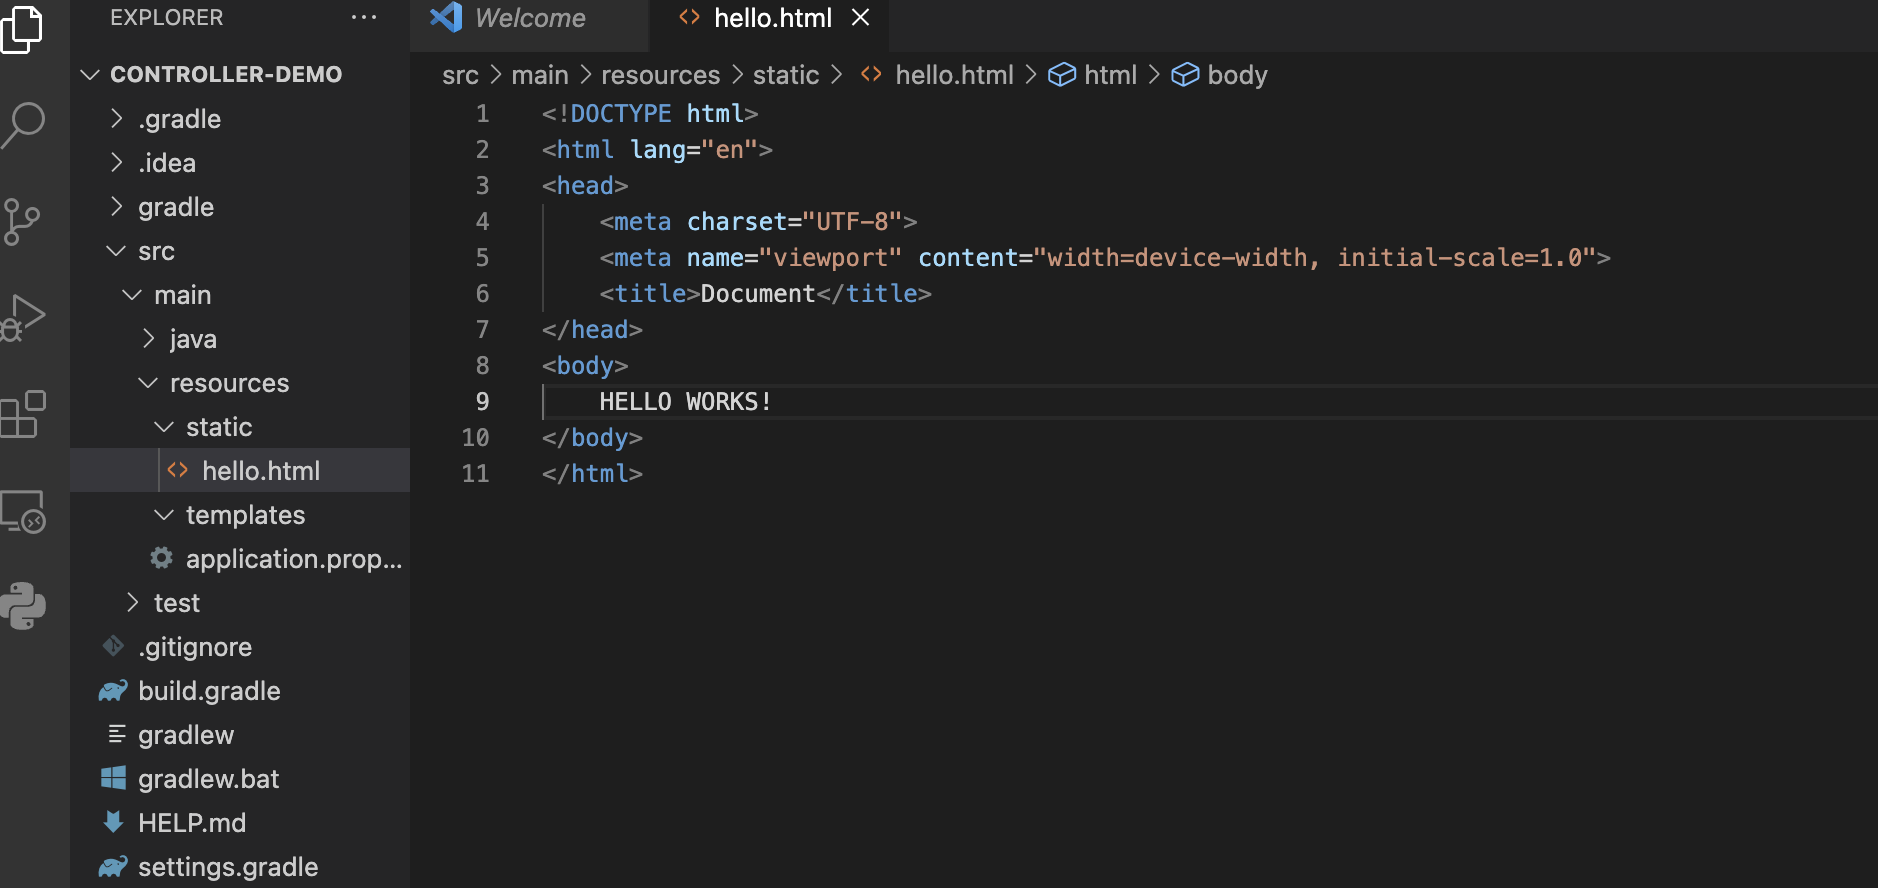 EXPLORER ···
CONTROLLER-DEMO
.gradle
.idea
gradle
src
main
java
resources
static
hello.html
templates
application.prop...
test
.gitignore
build.gradle
gradlew
gradlew.bat
HELP.md
settings.gradle
Welcome
hello.html
src > main > resources > static > <> hello.html > html > body
1 <!DOCTYPE html>
2 <html lang="en">
3 <head>
4     <meta charset="UTF-8">
5     <meta name="viewport" content="width=device-width, initial-scale=1.0">
6     <title>Document</title>
7 </head>
8 <body>
9     HELLO WORKS!
10 </body>
11 </html>